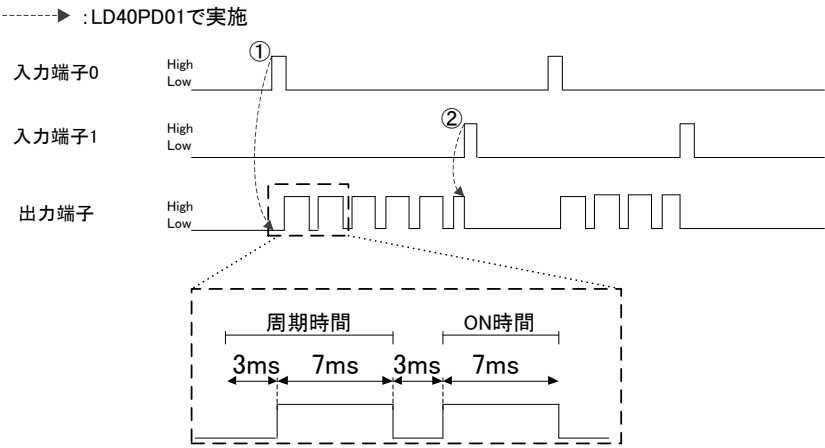 :LD40PD01で実施
①
入力端子0 High
Low
②
入力端子1 High
Low
出力端子 High
Low
周期時間 ON時間
3ms 7ms 3ms 7ms